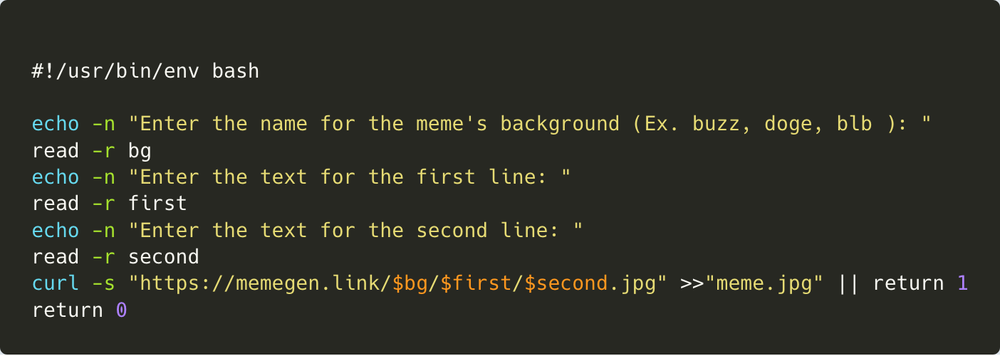 #!/usr/bin/env bash
echo -n "Enter the name for the meme's background (Ex. buzz, doge, blb ): "
read -r bg
echo -n "Enter the text for the first line: "
read -r first
echo -n "Enter the text for the second line: "
read -r second
curl -s "https://memegen.link/$bg/$first/$second.jpg" >>"meme.jpg" || return 1
return 0